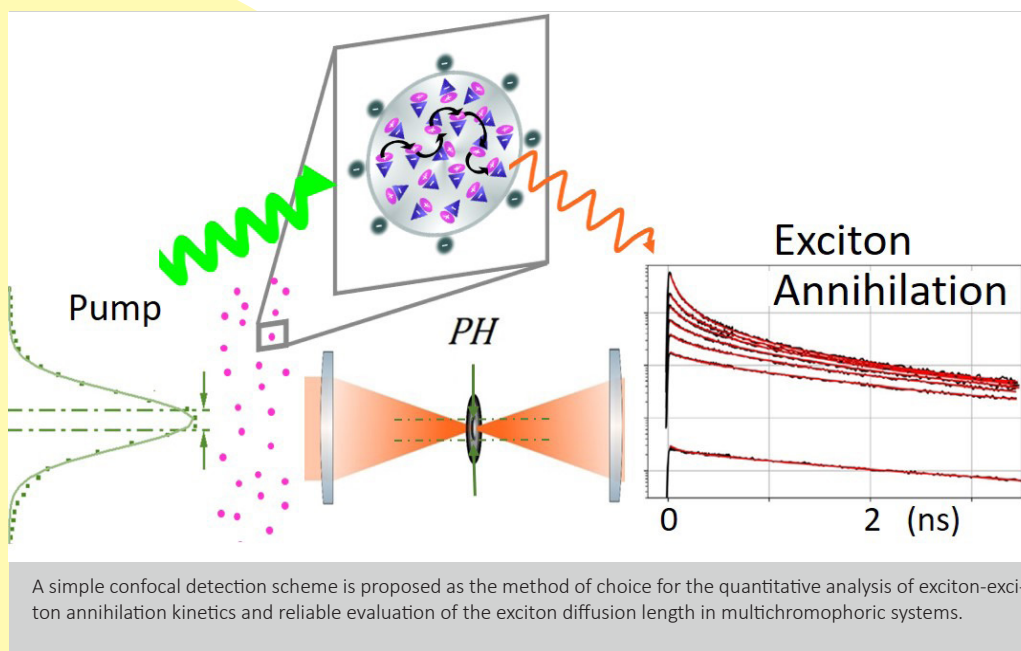 Pump
PH
Exciton
Annihilation
0 2 (ns)
A simple confocal detection scheme is proposed as the method of choice for the quantitative analysis of exciton-exci-
ton annihilation kinetics and reliable evaluation of the exciton diffusion length in multichromophoric systems.